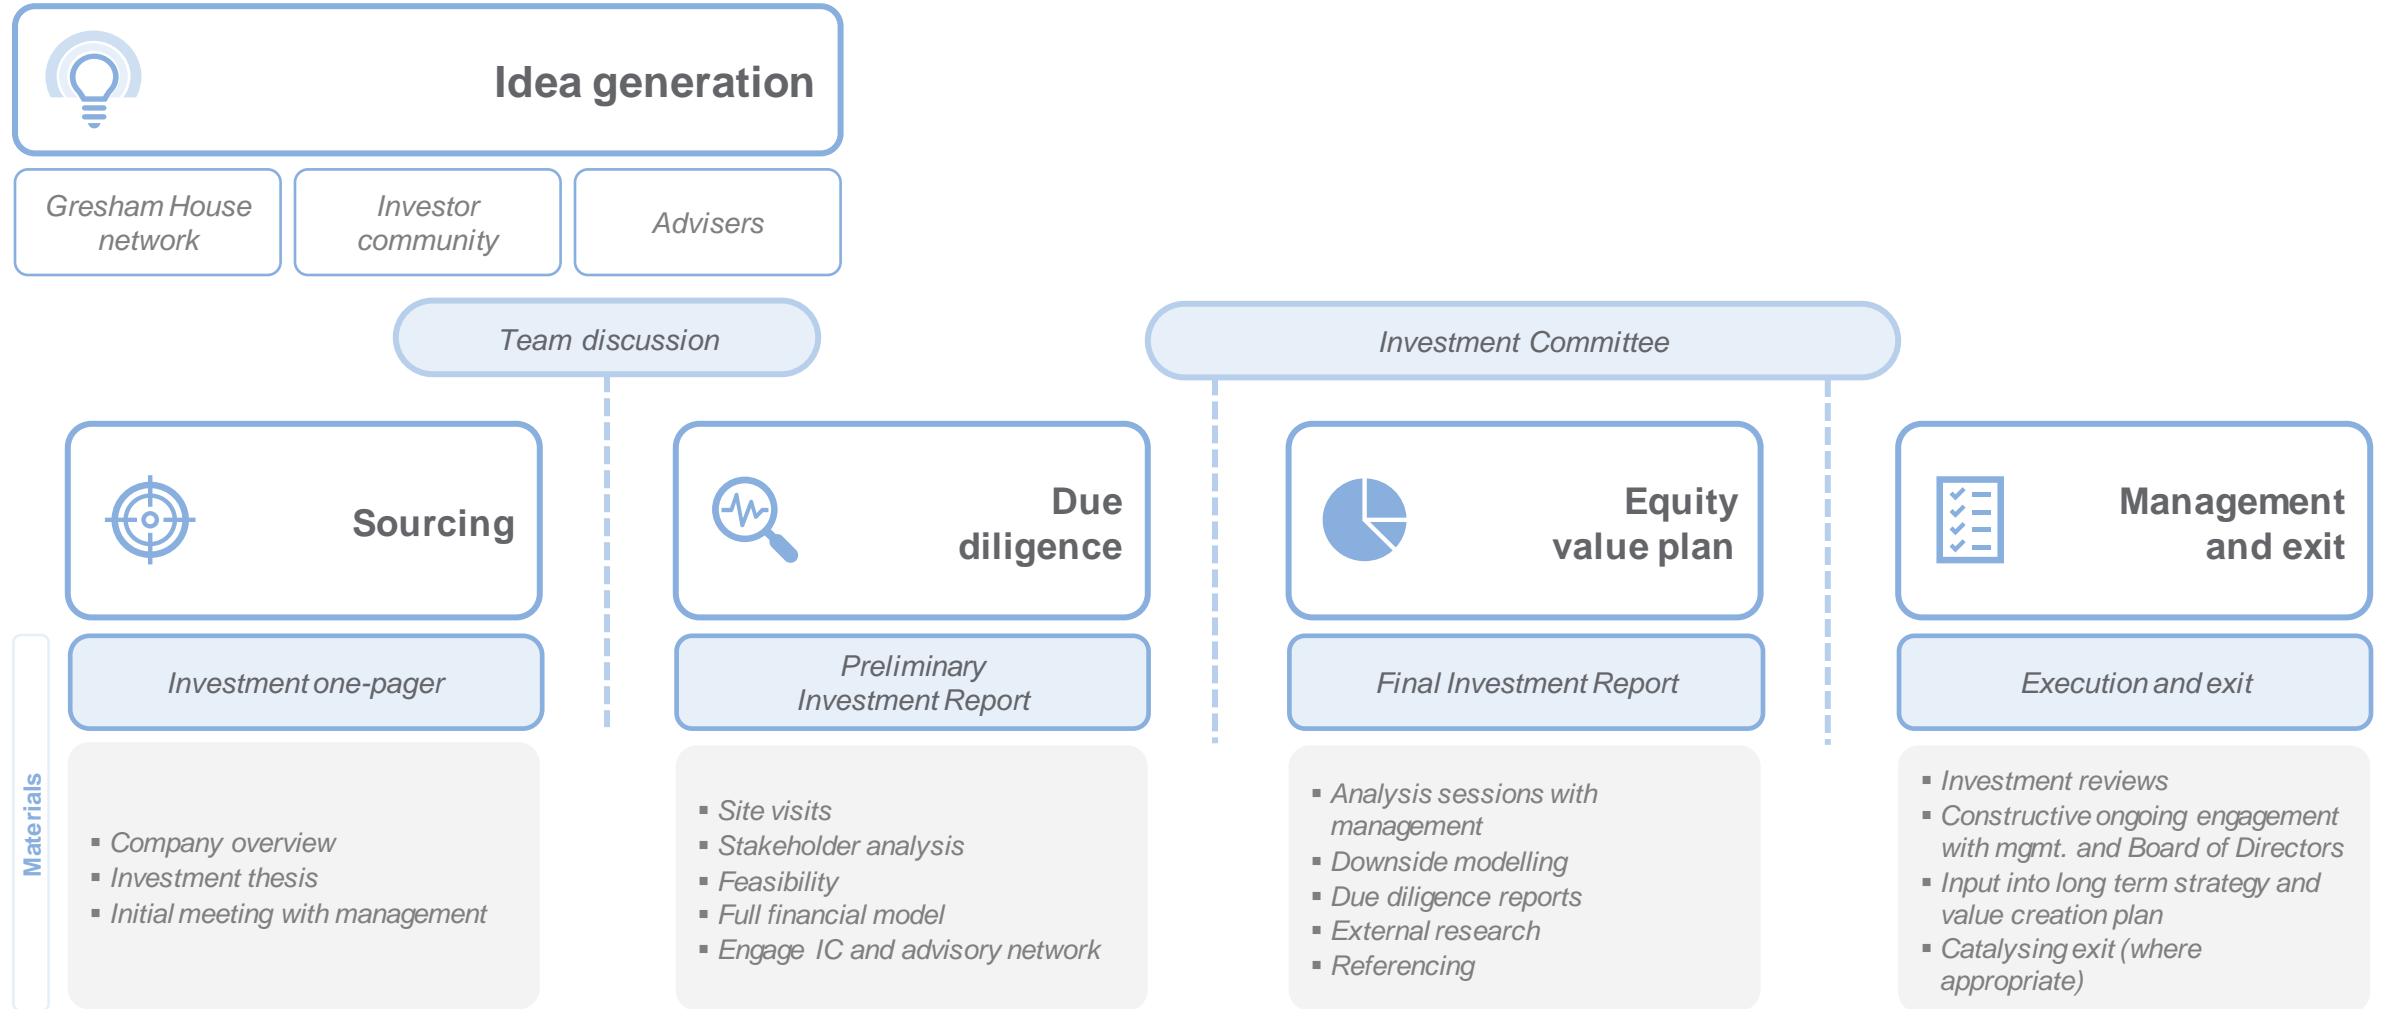 Idea generation
Gresham House
network
Investor
community
Advisers
Team discussion
Investment Committee
Sourcing
Due
diligence
Equity
value plan
Management
and exit
Materials
Investment one-pager
Preliminary
Investment Report
Final Investment Report
Execution and exit
▪ Company overview
▪ Investment thesis
▪ Initial meeting with management
▪ Site visits
▪ Stakeholder analysis
▪ Feasibility
▪ Full financial model
▪ Engage IC and advisory network
▪ Analysis sessions with
management
▪ Downside modelling
▪ Due diligence reports
▪ External research
▪ Referencing
▪ Investment reviews
▪ Constructive ongoing engagement
with mgmt. and Board of Directors
▪ Input into long term strategy and
value creation plan
▪ Catalysing exit (where
appropriate)